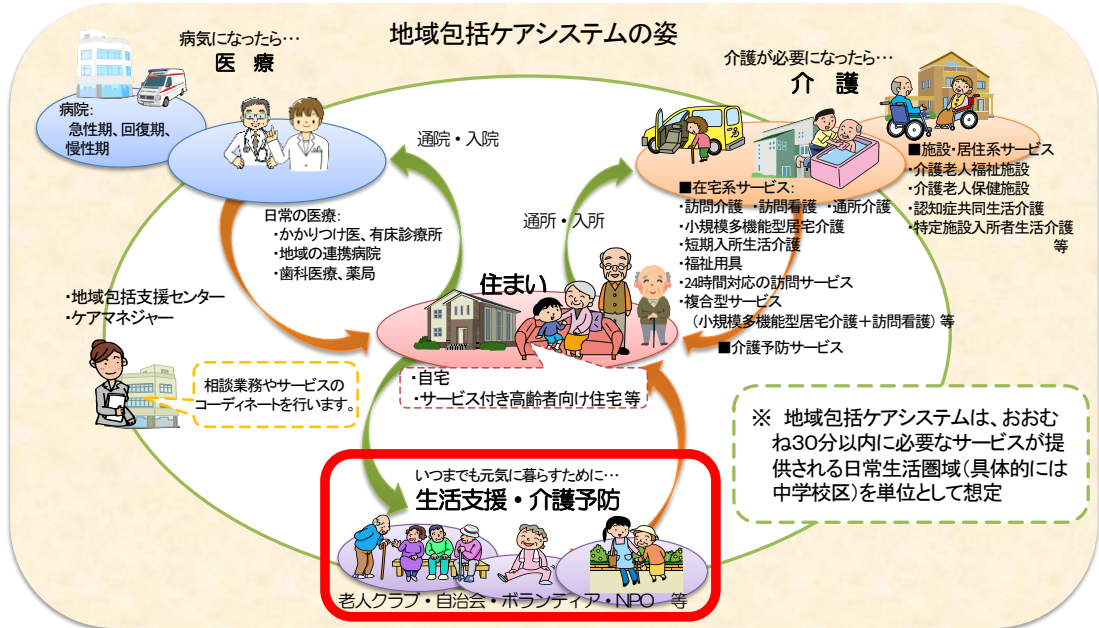 地域包括ケアシステムの姿
病気になったら…
医 療
病院:
急性期、回復期、
慢性期
通院・入院
日常の医療:
・かかりつけ医、有床診療所
・地域の連携病院
・歯科医療、薬局
介護が必要になったら…
介 護
通所・入所
■在宅系サービス:
・訪問介護 ・訪問看護 ・通所介護
・小規模多機能型居宅介護
・短期入所生活介護
・福祉用具
・24時間対応の訪問サービス
・複合型サービス
（小規模多機能型居宅介護＋訪問看護）等
■介護予防サービス
■施設・居住系サービス
・介護老人福祉施設
・介護老人保健施設
・認知症共同生活介護
・特定施設入所者生活介護
等
住まい
・自宅
・サービス付き高齢者向け住宅 等
・地域包括支援センター
・ケアマネジャー
相談業務やサービスの
コーディネートを行います。
いつまでも元気に暮らすために…
生活支援・介護予防
老人クラブ・自治会・ボランティア・NPO 等
※ 地域包括ケアシステムは、おおむ
ね30分以内に必要なサービスが提
供される日常生活圏域（具体的には
中学校区）を単位として想定